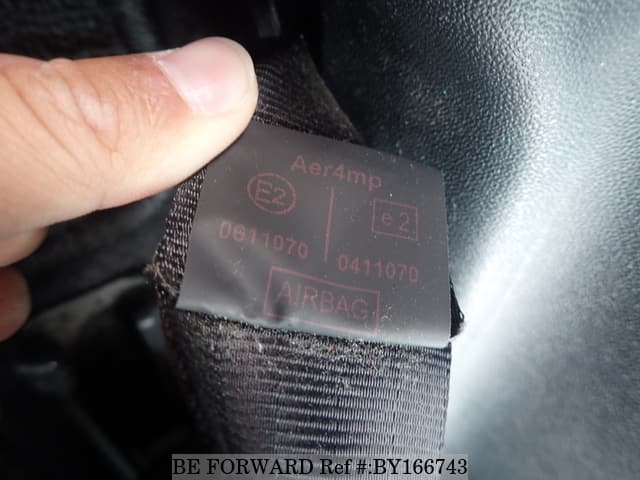 Aer4mp
E2
e2
0611070
0411070
AIRBAG
BE FORWARD Ref #:BY166743